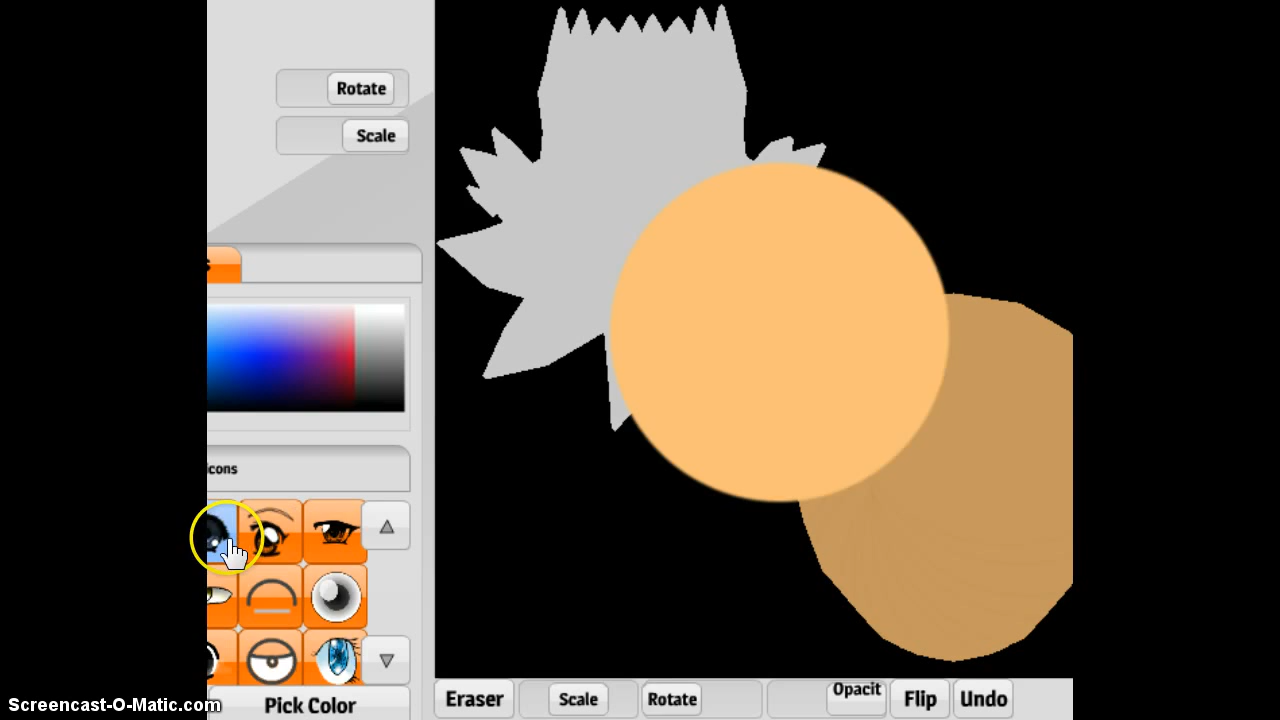 Rotate
Scale
s
icons
Pick Color
Eraser
Scale
Rotate
Opacit
Flip
Undo
Screencast-O-Matic.com